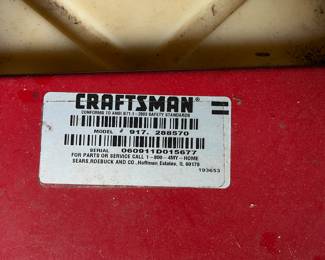 CRAFTSMAN®
CONFORMS TO ANSI B71.1 - 2003 SAFETY STANDARDS
MODEL # 917. 288570
SERIAL 060911D015677
FOR PARTS OR SERVICE CALL 1-800-4MY-HOME
SEARS, ROEBUCK AND CO., Hoffman Estates, IL 60179
193653